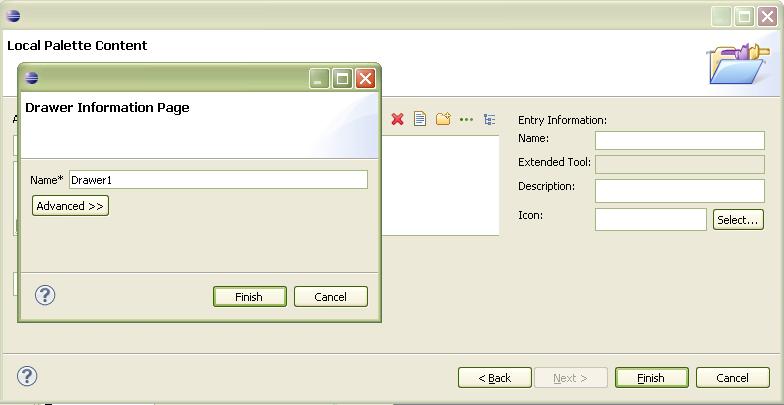 Local Palette Content
Drawer Information Page
Name* Drawer1
Advanced >>
Finish Cancel
Entry Information:
Name:
Extended Tool:
Description:
Icon: Select...
< Back Next > Finish Cancel